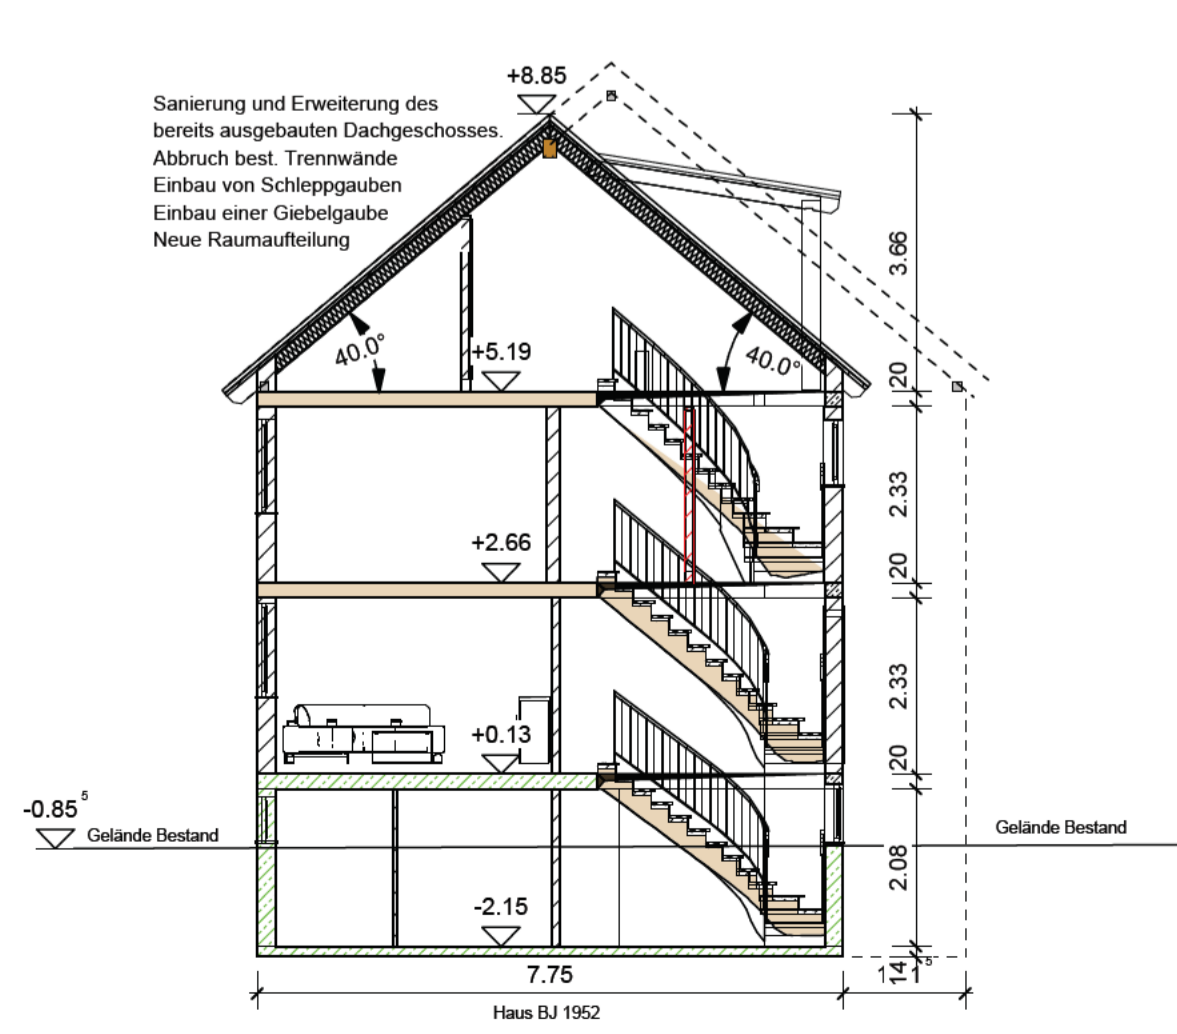 +8.85
Sanierung und Erweiterung des
bereits ausgebauten Dachgeschosses.
Abbruch best. Trennwände
Einbau von Schleppgauben
Einbau einer Giebelgaube
Neue Raumaufteilung
3.66
40.0°
+5.19
40.0°
20
2.33
+2.66
20
2.33
+0.13
20
-0.85 5
Gelände Bestand
Gelände Bestand
2.08
-2.15
7.75
14
Haus BJ 1952